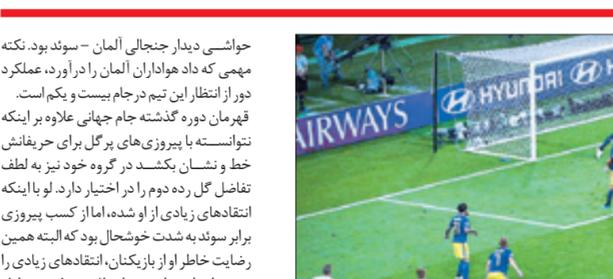 حواشی دیدار جنجالی آلمان – سوئد بود. نکته
مهمی که داد هواداران آلمان را درآورد، عملکرد
دور از انتظار این تیم در جام بیست و یکم است.
قهرمان دوره گذشته جام جهانی علاوه بر اینکه
نتوانسته با پیروزی‌های پرگل برای حریفانش
خط و نشان بکشد در گروه خود نیز به لطف
تفاضل گل رده دوم را در اختیار دارد. لو با اینکه
انتقادهای زیادی از او شده، اما از کسب پیروزی
برابر سوئد به شدت خوشحال بود که البته همین
رضایت خاطر او از بازیکنان، انتقادهای زیادی را
AIRWAYS
HYUNDAI